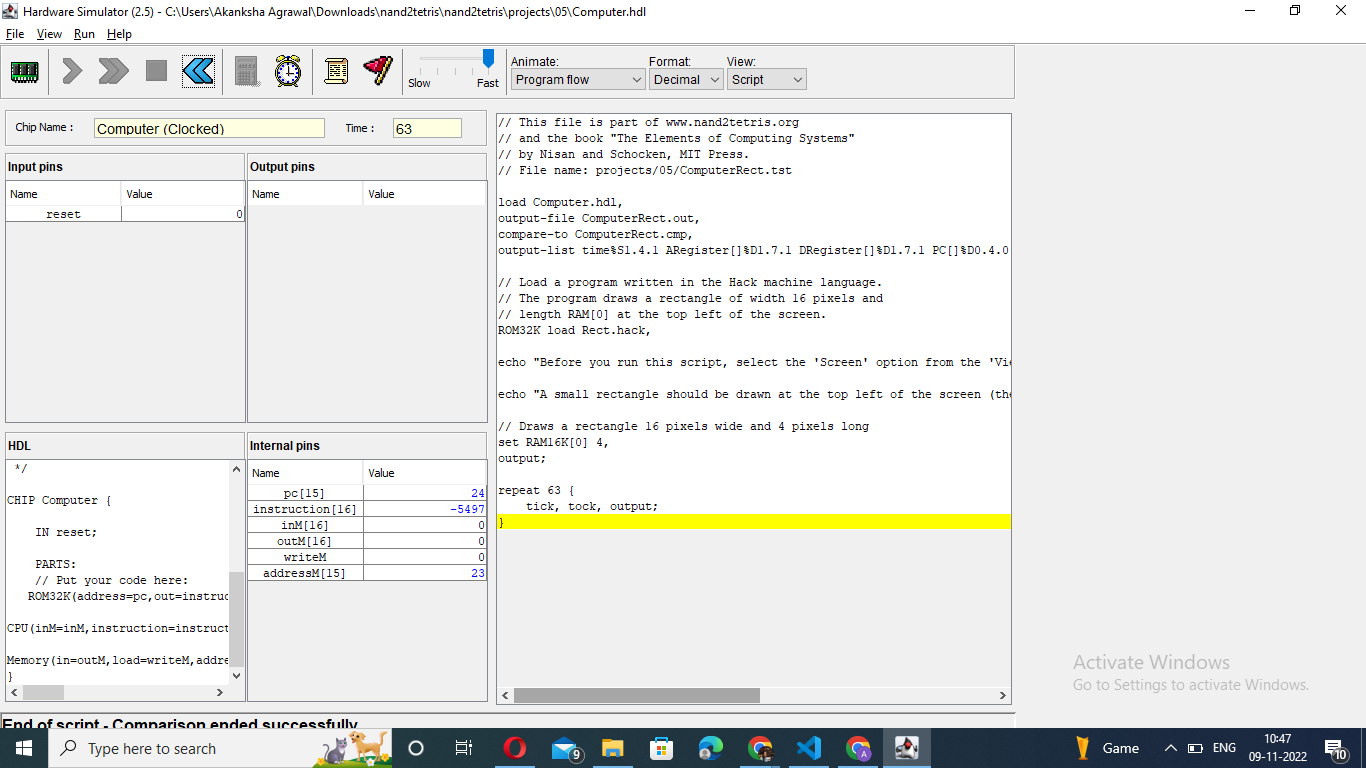 Hardware Simulator (2.5) - C:\Users\Akanksha Agrawal\Downloads\nand2tetris\nand2tetris\projects\05\Computer.hdl
File View Run Help
Slow Fast
Animate: Format: View:
Program flow Decimal Script
Chip Name : Computer (Clocked) Time : 63
Input pins
Name Value
reset 0
Output pins
Name Value
HDL
*/
CHIP Computer {
IN reset;
PARTS:
// Put your code here:
ROM32K(address=pc,out=instruc
CPU(inM=inM,instruction=instruct
Memory(in=outM,load=writeM,addre
}
Internal pins
Name Value
pc[15] 24
instruction[16] -5497
inM[16] 0
outM[16] 0
writeM 0
addressM[15] 23
// This file is part of www.nand2tetris.org
// and the book "The Elements of Computing Systems"
// by Nisan and Schocken, MIT Press.
// File name: projects/05/ComputerRect.tst
load Computer.hdl,
output-file ComputerRect.out,
compare-to ComputerRect.cmp,
output-list time%S1.4.1 ARegister[]%D1.7.1 DRegister[]%D1.7.1 PC[]%D0.4.0
// Load a program written in the Hack machine language.
// The program draws a rectangle of width 16 pixels and
// length RAM[0] at the top left of the screen.
ROM32K load Rect.hack,
echo "Before you run this script, select the 'Screen' option from the 'Vie
echo "A small rectangle should be drawn at the top left of the screen (the
// Draws a rectangle 16 pixels wide and 4 pixels long
set RAM16K[0] 4,
output;
repeat 63 {
tick, tock, output;
}
Activate Windows
Go to Settings to activate Windows.
End of script - Comparison ended successfully
Type here to search
9
A
Game
ENG
10:47
09-11-2022
10